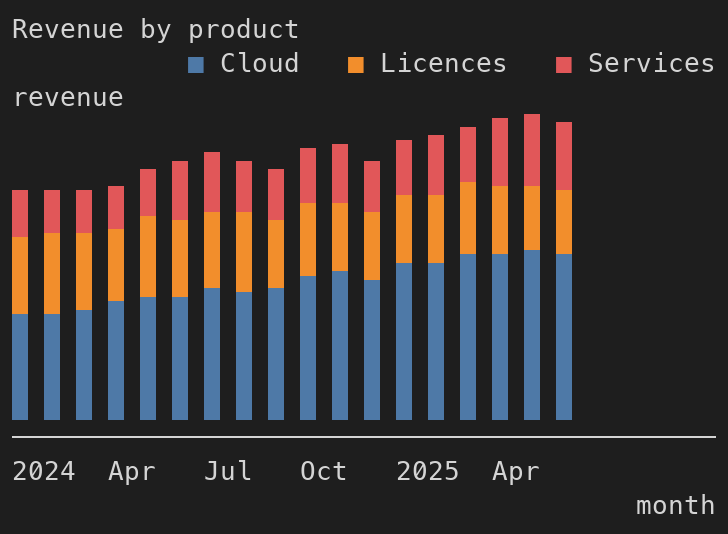 Revenue by product
Cloud Licences Services
revenue
2024 Apr Jul Oct 2025 Apr
month